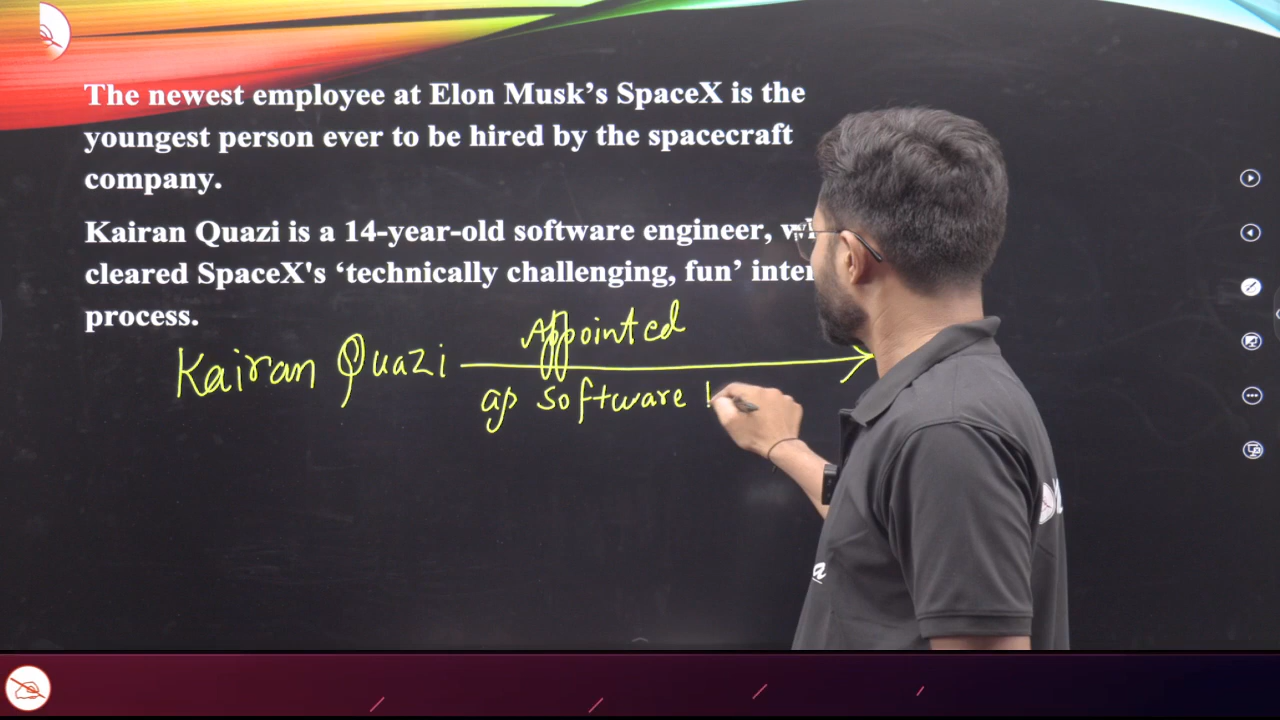 The newest employee at Elon Musk’s SpaceX is the
youngest person ever to be hired by the spacecraft
company.
Kairan Quazi is a 14-year-old software engineer,
cleared SpaceX's ‘technically challenging, fun’
process.
Appointed
Kairan Quazi
as software